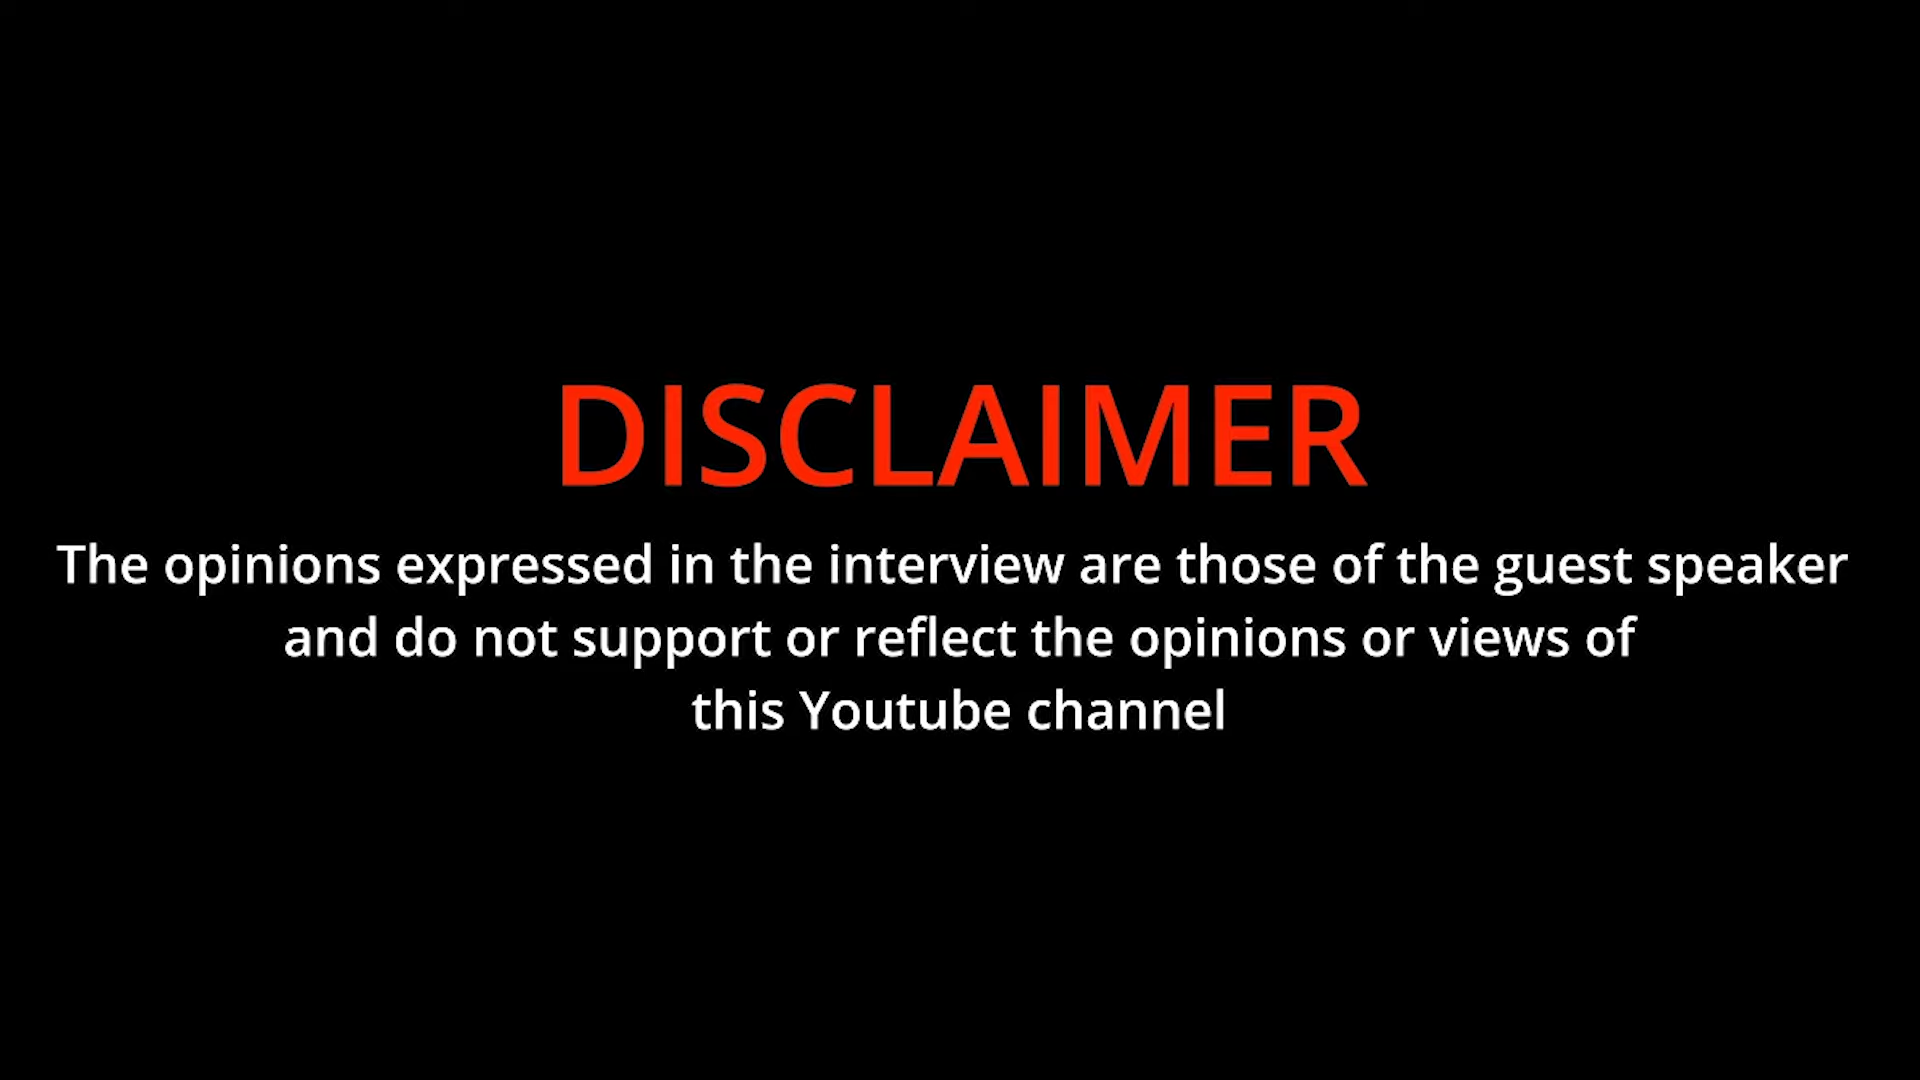 DISCLAIMER
The opinions expressed in the interview are those of the guest speaker
and do not support or reflect the opinions or views of
this Youtube channel